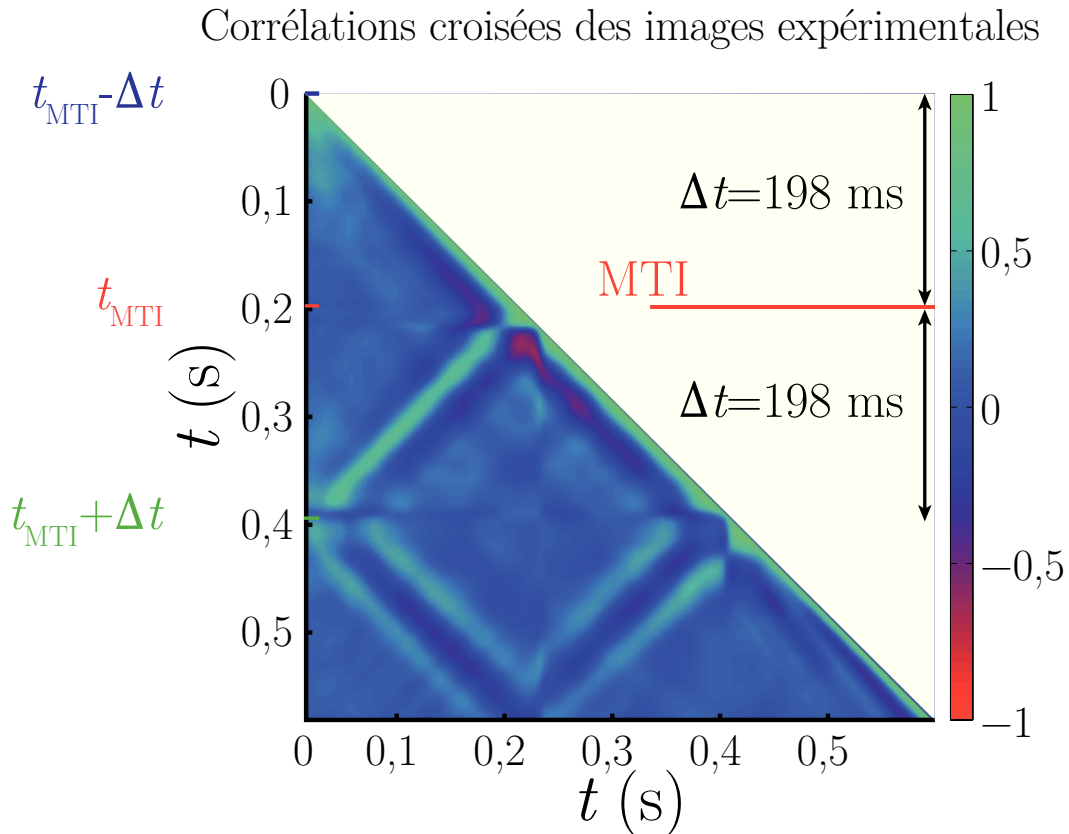 Corrélations croisées des images expérimentales
t_MTI-Δt
0
1
Δt=198 ms
0,1
0,5
MTI
t_MTI
0,2
t (s)
0,3
Δt=198 ms
0
t_MTI+Δt
0,4
−0,5
0,5
−1
0
0,1
0,2
0,3
0,4
0,5
t (s)